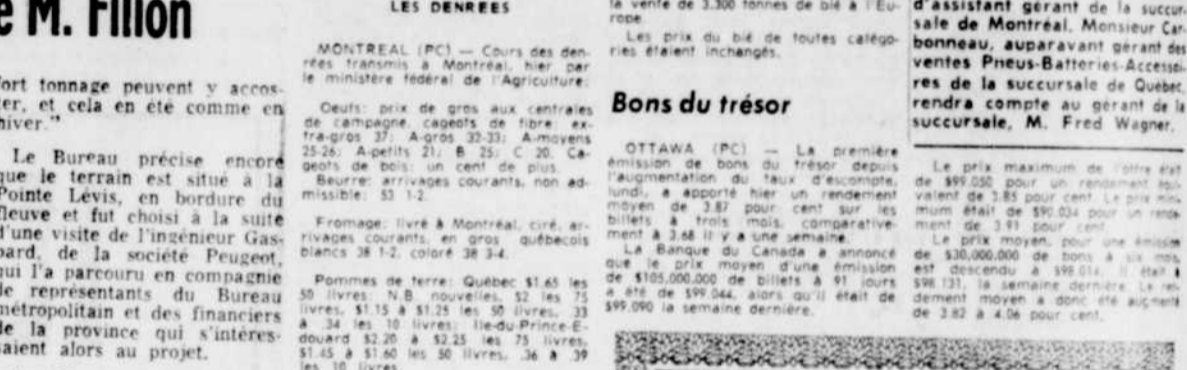 e M. Filion
fort tonnage peuvent y accos-
ter, et cela en été comme en
hiver."
Le Bureau précise encore
que le terrain est situé à la
Pointe Lévis, en bordure du
fleuve et fut choisi à la suite
d'une visite de l'ingénieur Gas-
pard, de la société Peugeot,
qui l'a parcouru en compagnie
de représentants du Bureau
métropolitain et des financiers
de la province qui s'intéres-
saient alors au projet.
LES DENREES
MONTREAL (PC) — Cours des den-
rées transmis à Montréal, hier par
le ministère fédéral de l'Agriculture:
Oeufs: prix de gros aux centrales
de campagne, cageots de fibre: ex-
tra-gros 37; A-gros 32-33; A-moyens
25-26; A-petits 21; B 25; C 20. Ca-
geots de bois: un cent de plus.
Beurre: arrivages courants, non ad-
missible: 53 1-2.
Fromage: livré à Montréal, ciré, ar-
rivages courants, en gros québecois
blancs 38 1-2, coloré 38 3-4.
Pommes de terre: Québec $1.65 les
50 livres; N.B. nouvelles, $2 les 75
livres, $1.15 à $1.25 les 50 livres, .33
à .34 les 10 livres; Ile-du-Prince-E-
douard $2.20 à $2.25 les 75 livres,
$1.45 à $1.60 les 50 livres, .36 à .39
les 10 livres
la vente de 3,300 tonnes de blé à l'Eu-
rope.
Les prix du blé de toutes catégo-
ries étaient inchangés.
Bons du trésor
OTTAWA (PC) — La première
émission de bons du trésor depuis
l'augmentation du taux d'escompte,
lundi, a apporté hier un rendement
moyen de 3.87 pour cent sur les
billets à trois mois, comparative-
ment à 3.68 il y a une semaine.
La Banque du Canada a annoncé
que le prix moyen d'une émission
de $105,000,000 de billets à 91 jours
a été de $99.044, alors qu'il était de
$99.090 la semaine dernière.
d'assistant gérant de la succur-
sale de Montréal. Monsieur Car-
bonneau, auparavant gérant des
ventes Pneus-Batteries-Accessoi-
res de la succursale de Québec,
rendra compte au gérant de la
succursale, M. Fred Wagner.
Le prix maximum de l'offre était
de $99.050 pour un rendement équi-
valent de 3.85 pour cent. Le prix mini-
mum était de $90.034 pour un rende-
ment de 3.91 pour cent.
Le prix moyen, pour une émission
de $30,000,000 de bons à six mois,
est descendu à $98.014. Il était à
$98.131, la semaine dernière. Le ren-
dement moyen a donc été augmenté
de 3.82 à 4.06 pour cent.